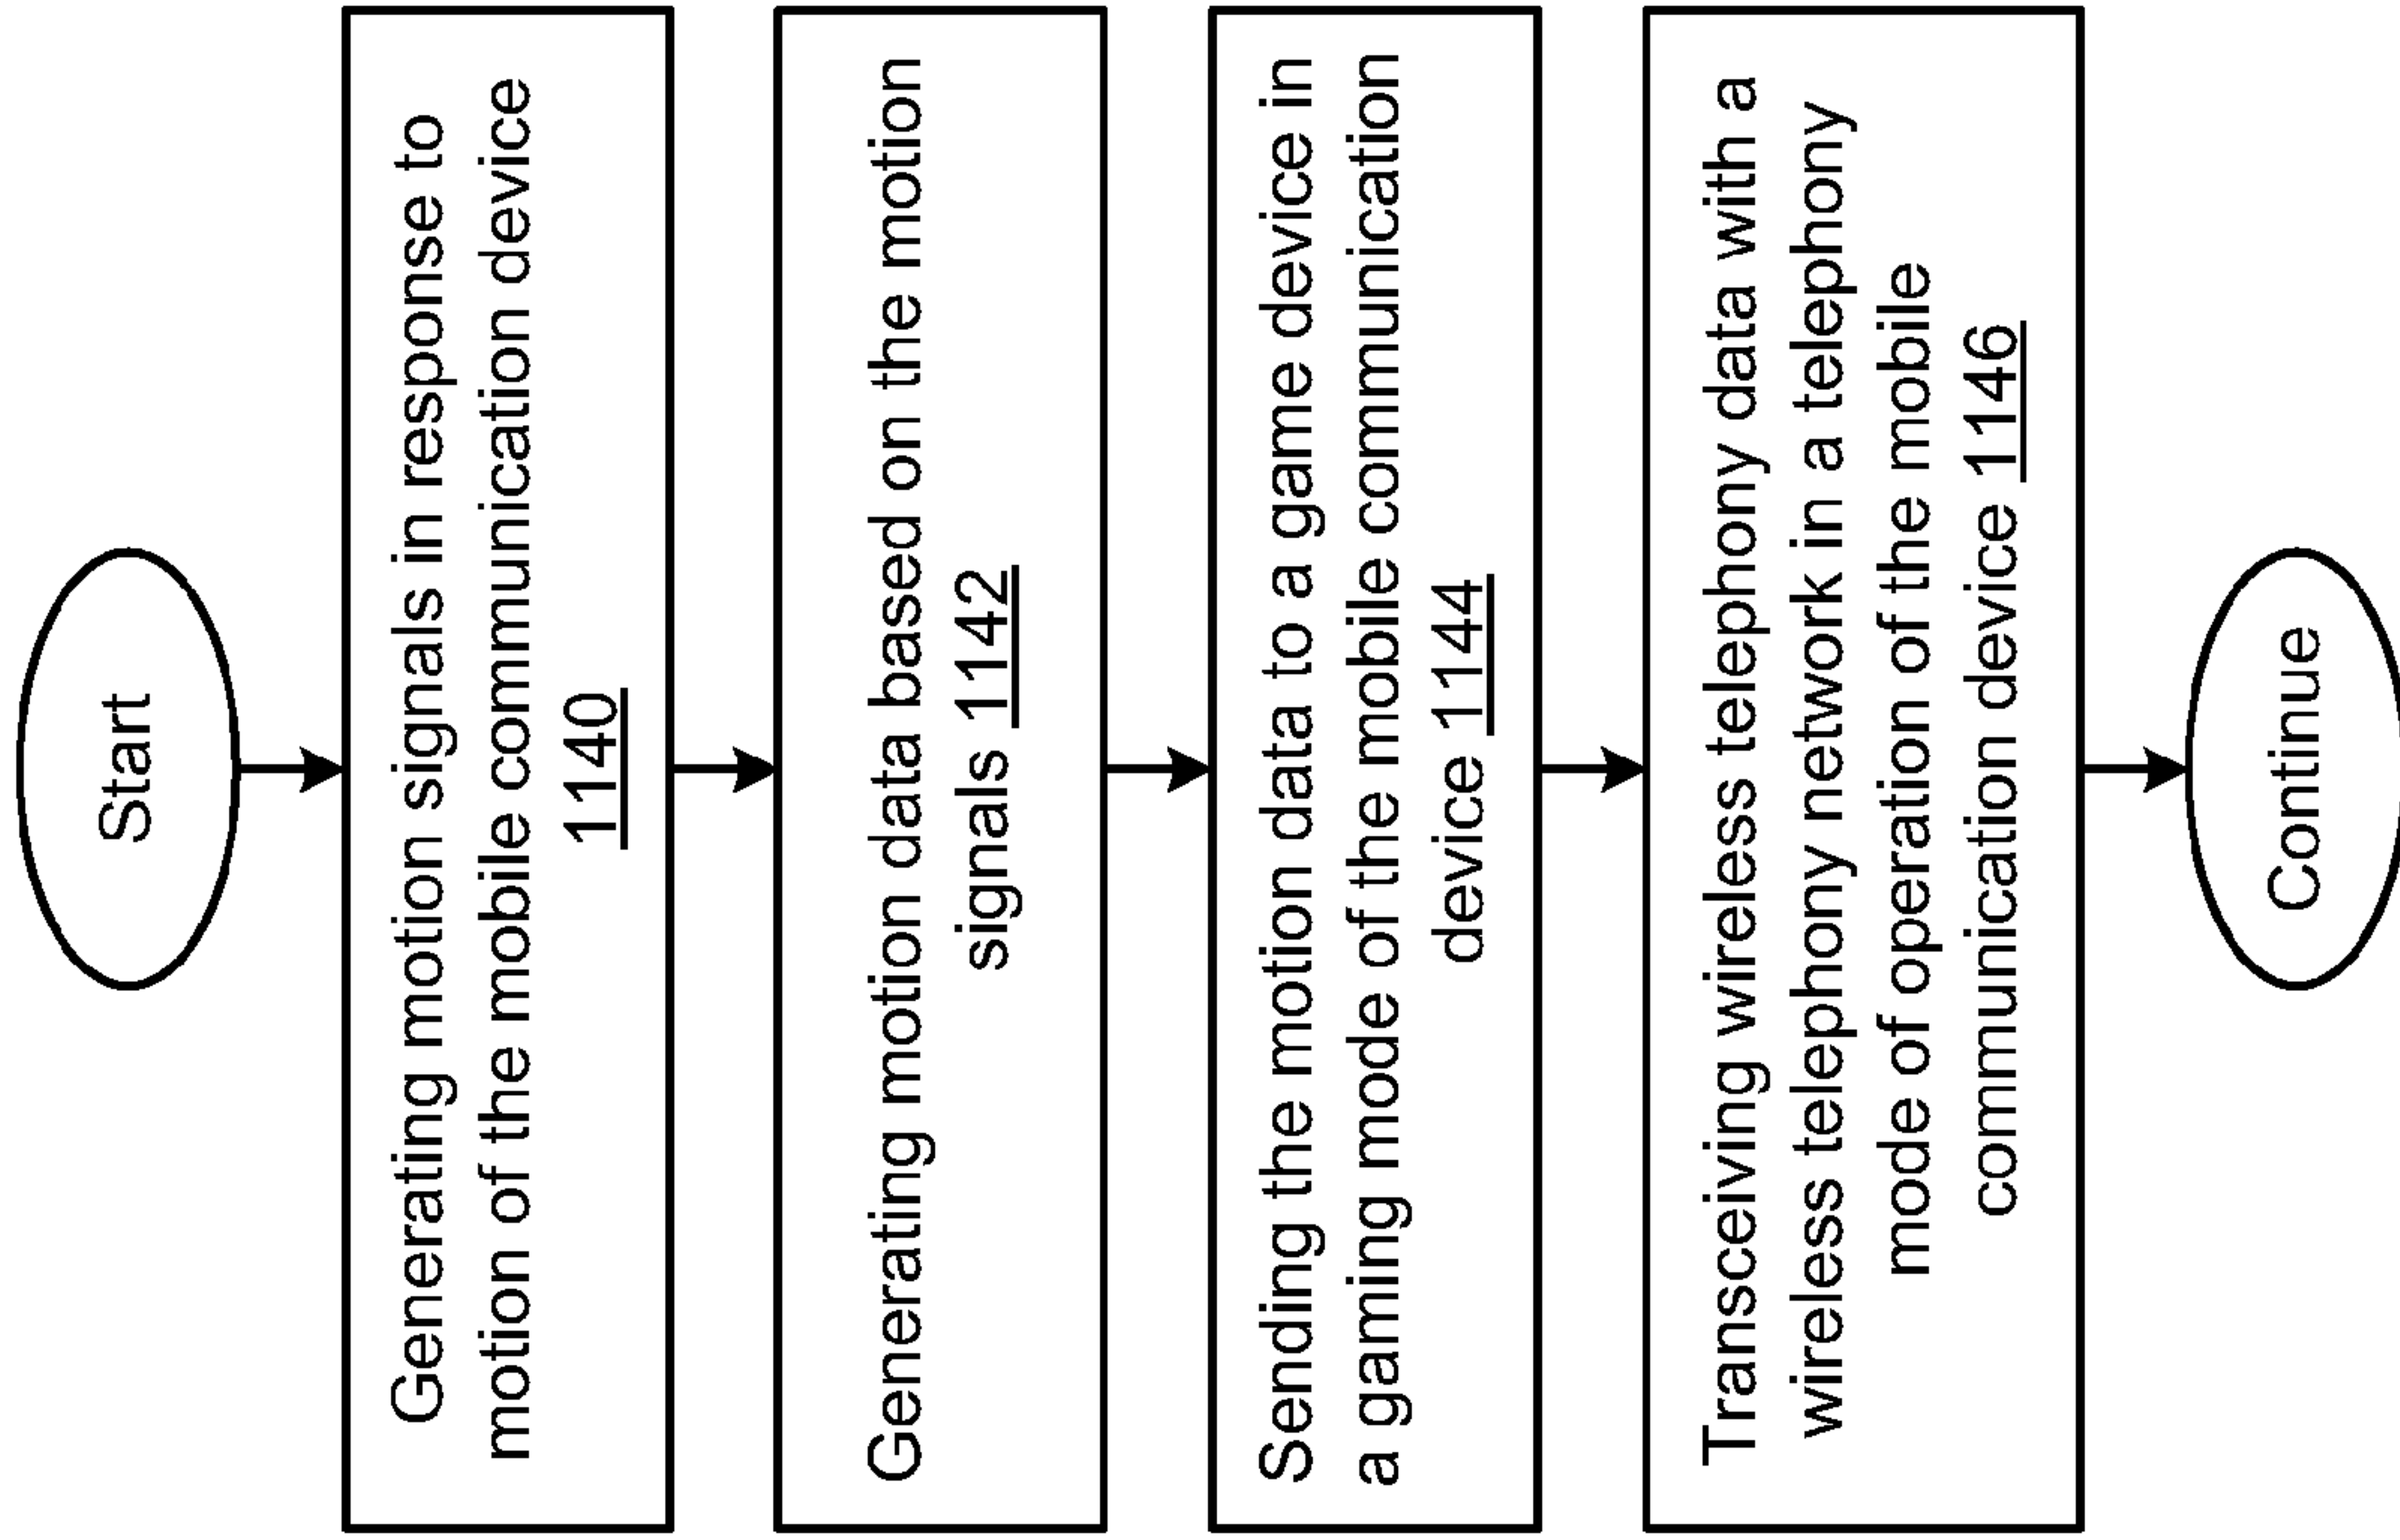 Start
Generating motion signals in response to
motion of the mobile communication device
1140
Generating motion data based on the motion
signals 1142
Sending the motion data to a game device in
a gaming mode of the mobile communication
device 1144
Transceiving wireless telephony data with a
wireless telephony network in a telephony
mode of operation of the mobile
communication device 1146
Continue